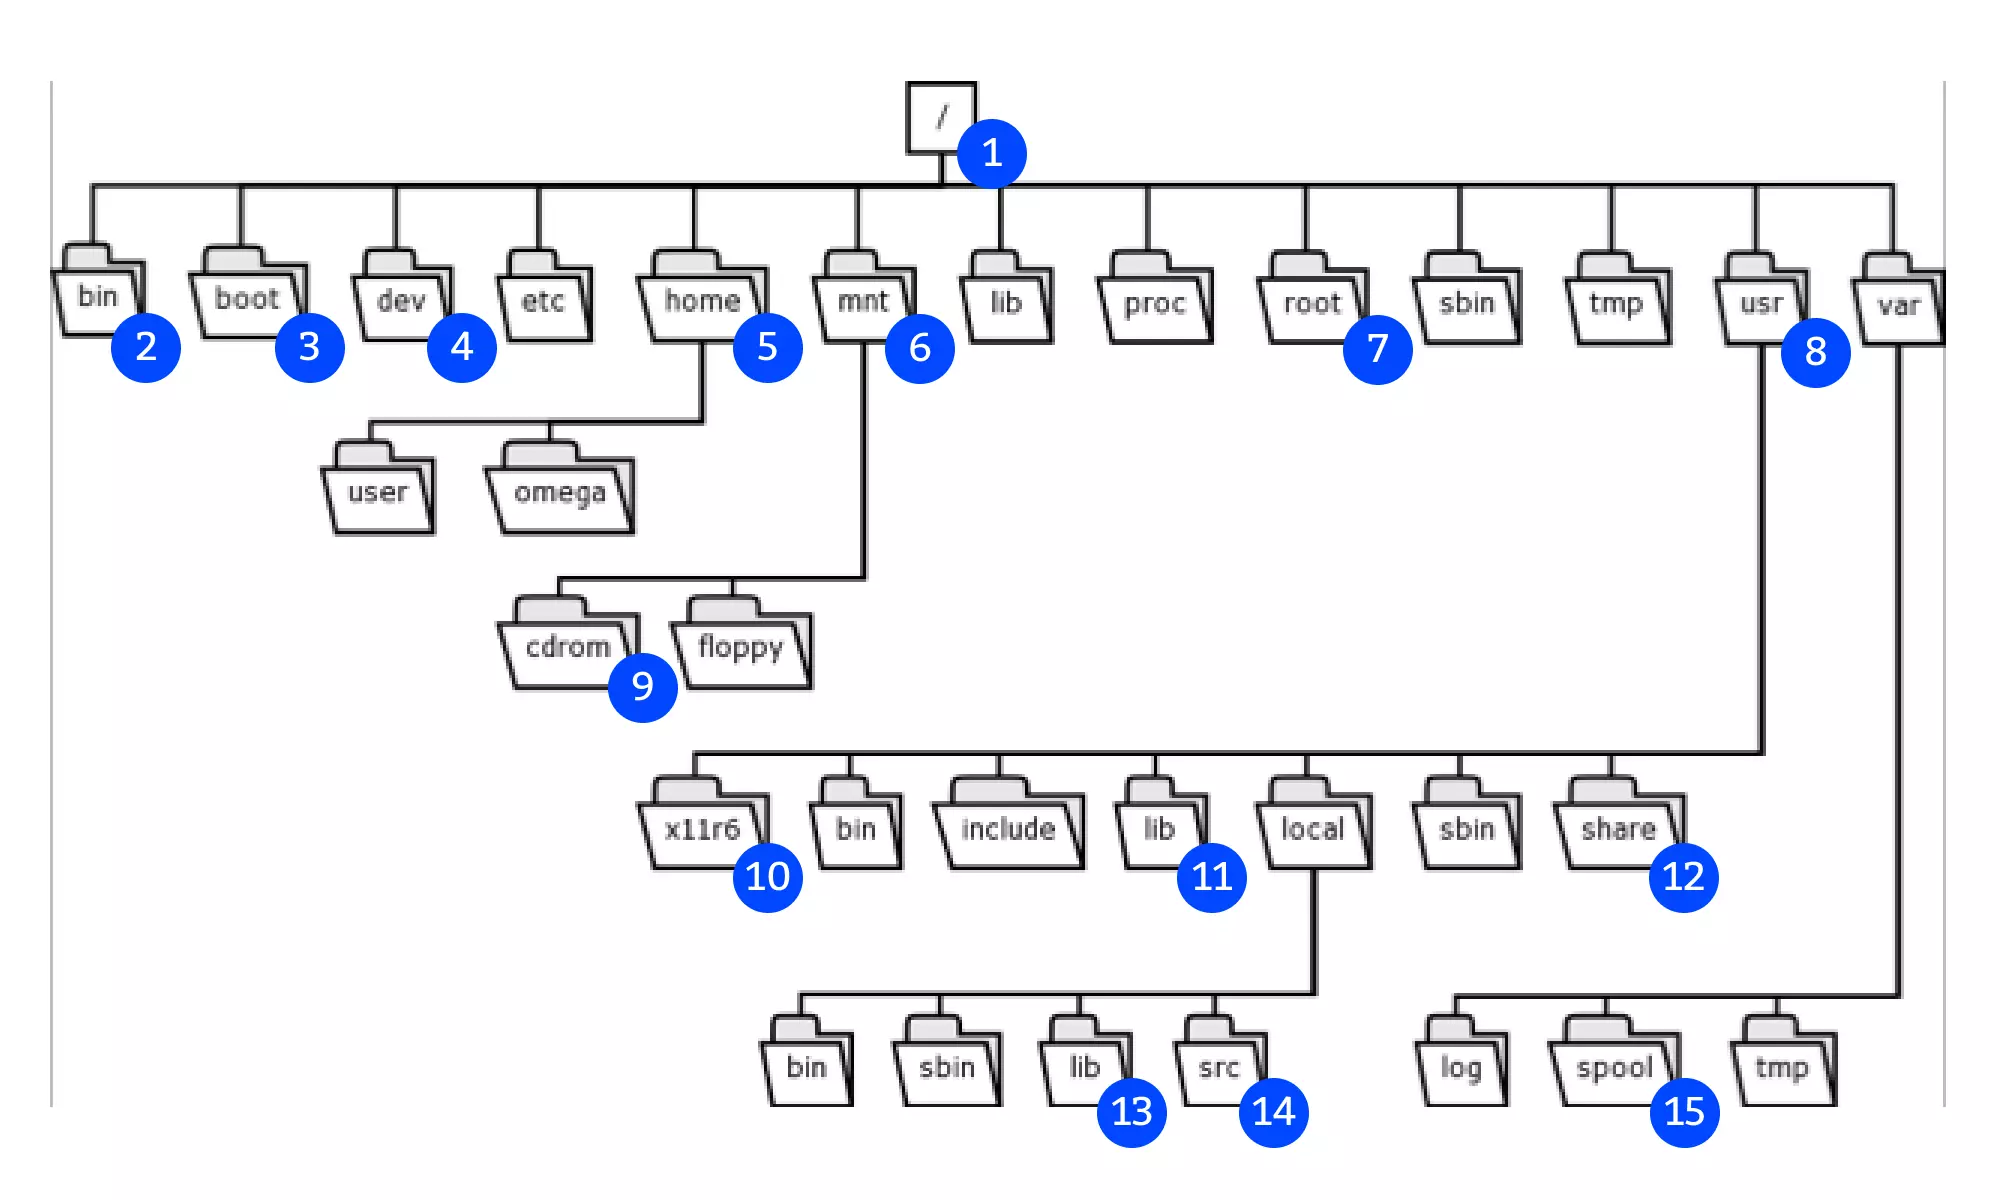 /
1
bin boot dev etc home mnt lib proc root sbin tmp usr var
2 3 4 5 6 7 8
user omega
cdrom floppy
9
x11r6 bin include lib local sbin share
10 11 12
bin sbin lib src log spool tmp
13 14 15